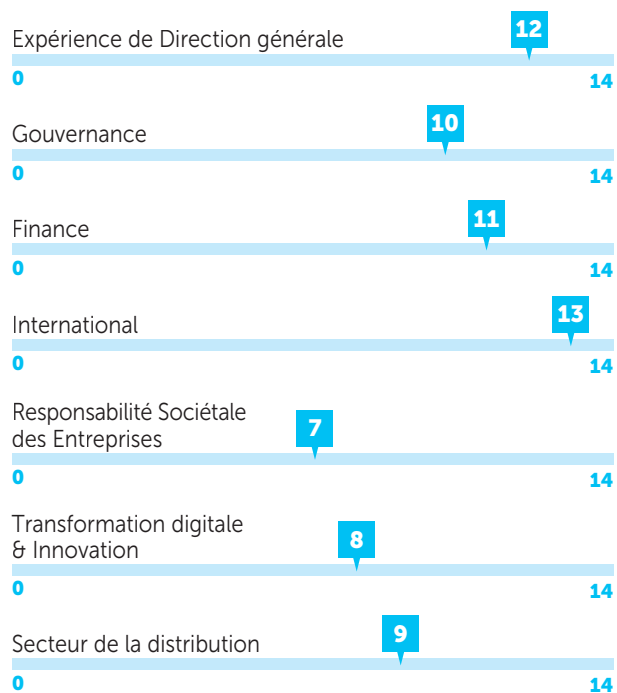 Expérience de Direction générale
12
0 14
Gouvernance
10
0 14
Finance
11
0 14
International
13
0 14
Responsabilité Sociétale
des Entreprises
7
0 14
Transformation digitale
& Innovation
8
0 14
Secteur de la distribution
9
0 14